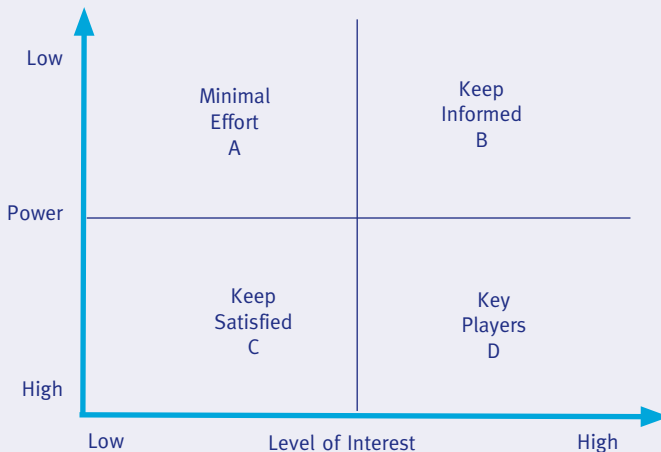 Low
Minimal
Effort
A
Keep
Informed
B
Power
Keep
Satisfied
C
Key
Players
D
High
Low
Level of Interest
High